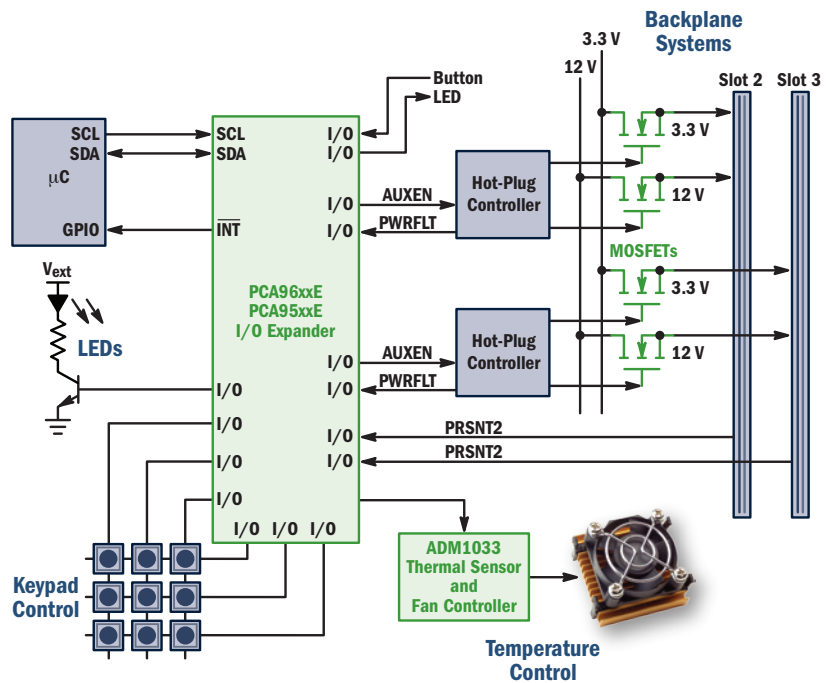 Backplane
Systems
3.3 V
12 V
Slot 2
Slot 3
Button
LED
SCL
SDA
μC
GPIO
SCL
SDA
INT
I/O
I/O
I/O
I/O
AUXEN
PWRFLT
Hot-Plug
Controller
3.3 V
12 V
MOSFETs
3.3 V
12 V
Vext
LEDs
PCA96xxE
PCA95xxE
I/O Expander
I/O
I/O
AUXEN
PWRFLT
Hot-Plug
Controller
I/O
I/O
I/O
I/O
I/O
I/O
PRSNT2
PRSNT2
I/O I/O I/O
Keypad
Control
ADM1033
Thermal Sensor
and
Fan Controller
Temperature
Control